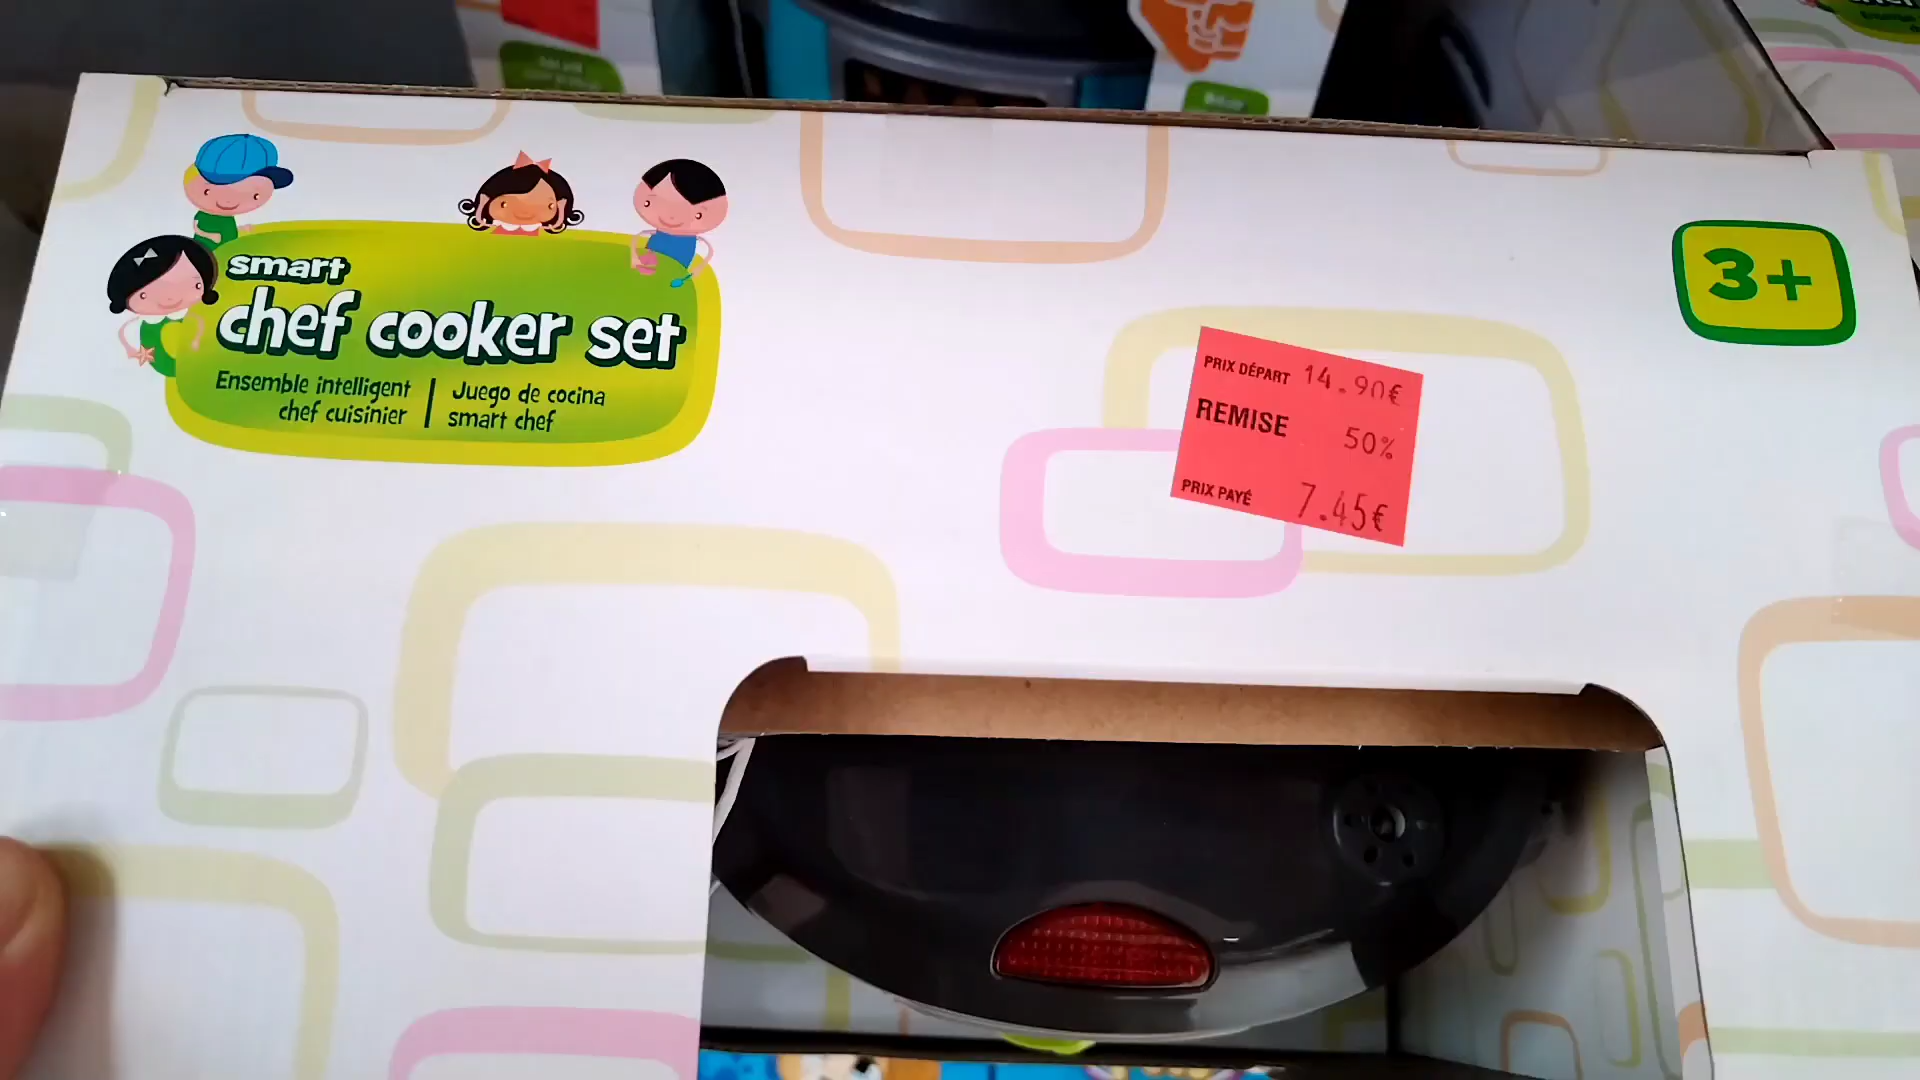 smart
chef cooker set
Ensemble intelligent
chef cuisinier
Juego de cocina
smart chef
3+
PRIX DÉPART 14.90€
REMISE 50%
PRIX PAYÉ 7.45€